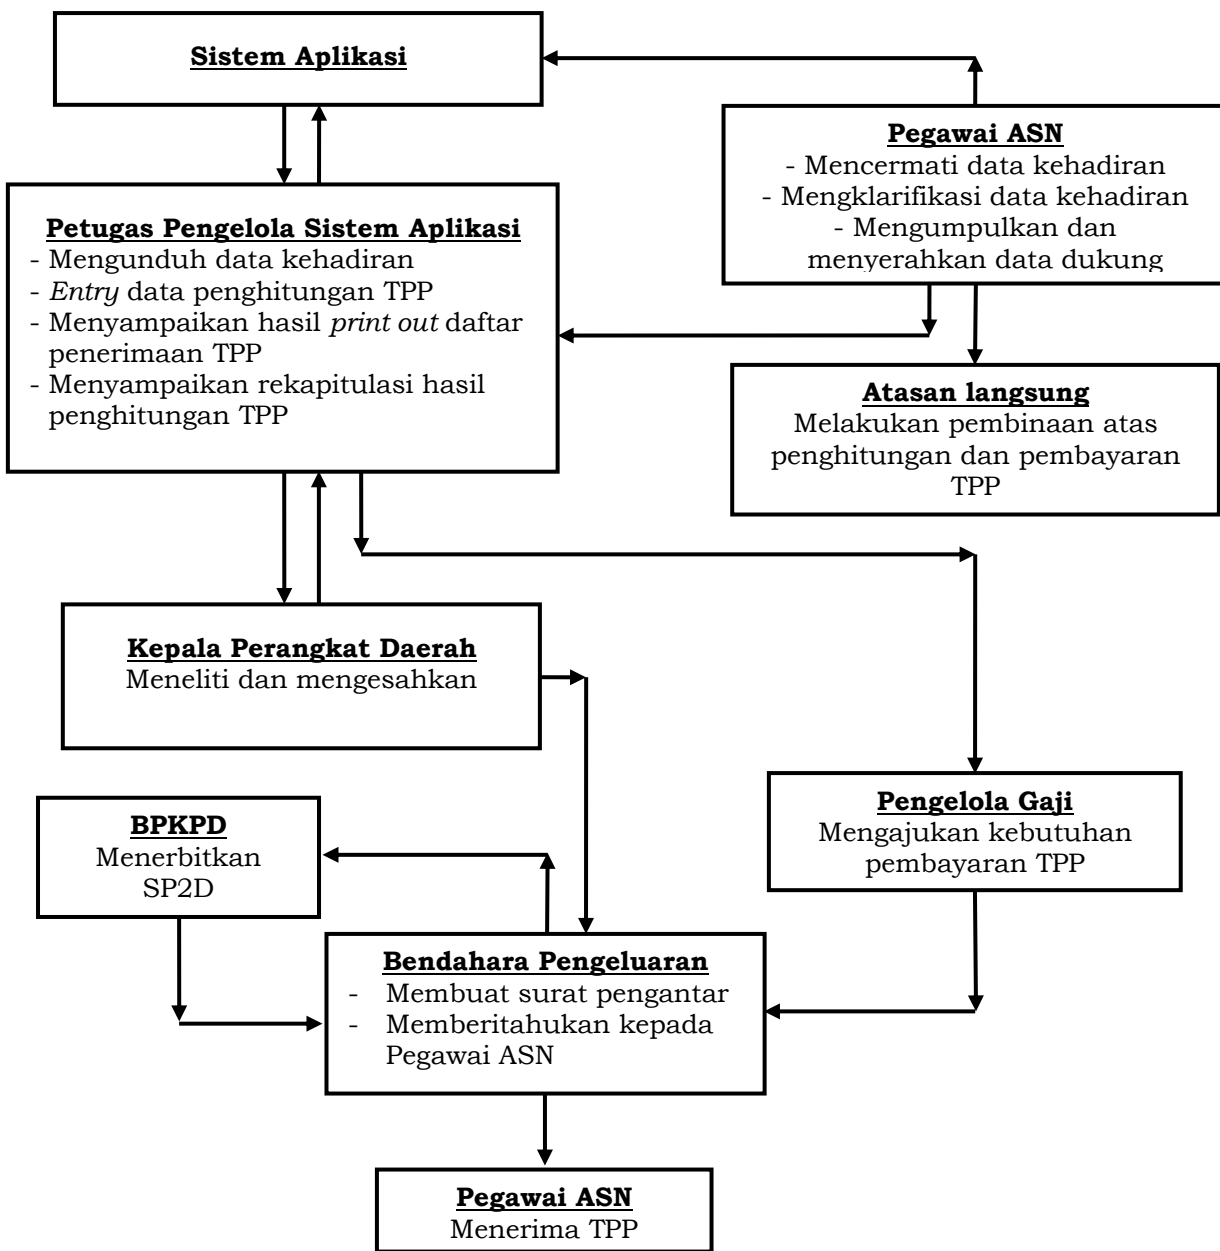 Sistem Aplikasi
Pegawai ASN
- Mencermati data kehadiran
- Mengklarifikasi data kehadiran
- Mengumpulkan dan
menyerahkan data dukung
Petugas Pengelola Sistem Aplikasi
- Mengunduh data kehadiran
- Entry data penghitungan TPP
- Menyampaikan hasil print out daftar
penerimaan TPP
- Menyampaikan rekapitulasi hasil
penghitungan TPP
Atasan langsung
Melakukan pembinaan atas
penghitungan dan pembayaran
TPP
Kepala Perangkat Daerah
Meneliti dan mengesahkan
Pengelola Gaji
Mengajukan kebutuhan
pembayaran TPP
BPKPD
Menerbitkan
SP2D
Bendahara Pengeluaran
- Membuat surat pengantar
- Memberitahukan kepada
Pegawai ASN
Pegawai ASN
Menerima TPP